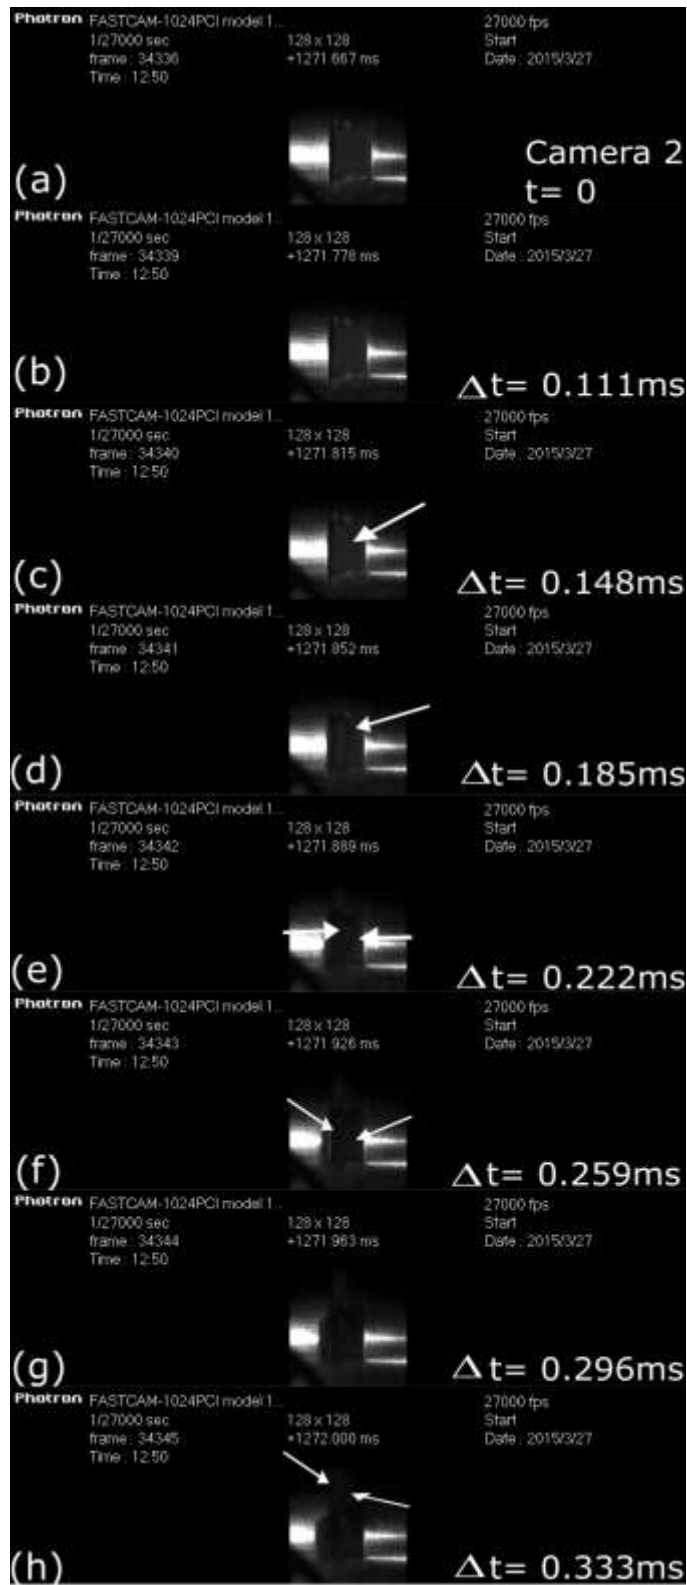 Photron FASTCAM-1024PCI model 1... 27000 fps
1/27000 sec 128 x 128 Start
frame : 34336 +1271.667 ms Date : 2015/3/27
Time : 12:50
Camera 2
(a) t= 0
Photron FASTCAM-1024PCI model 1... 27000 fps
1/27000 sec 128 x 128 Start
frame : 34339 +1271.778 ms Date : 2015/3/27
Time : 12:50
(b) Δt= 0.111ms
Photron FASTCAM-1024PCI model 1... 27000 fps
1/27000 sec 128 x 128 Start
frame : 34340 +1271.815 ms Date : 2015/3/27
Time : 12:50
(c) Δt= 0.148ms
Photron FASTCAM-1024PCI model 1... 27000 fps
1/27000 sec 128 x 128 Start
frame : 34341 +1271.852 ms Date : 2015/3/27
Time : 12:50
(d) Δt= 0.185ms
Photron FASTCAM-1024PCI model 1... 27000 fps
1/27000 sec 128 x 128 Start
frame : 34342 +1271.889 ms Date : 2015/3/27
Time : 12:50
(e) Δt= 0.222ms
Photron FASTCAM-1024PCI model 1... 27000 fps
1/27000 sec 128 x 128 Start
frame : 34343 +1271.926 ms Date : 2015/3/27
Time : 12:50
(f) Δt= 0.259ms
Photron FASTCAM-1024PCI model 1... 27000 fps
1/27000 sec 128 x 128 Start
frame : 34344 +1271.963 ms Date : 2015/3/27
Time : 12:50
(g) Δt= 0.296ms
Photron FASTCAM-1024PCI model 1... 27000 fps
1/27000 sec 128 x 128 Start
frame : 34345 +1272.000 ms Date : 2015/3/27
Time : 12:50
(h) Δt= 0.333ms